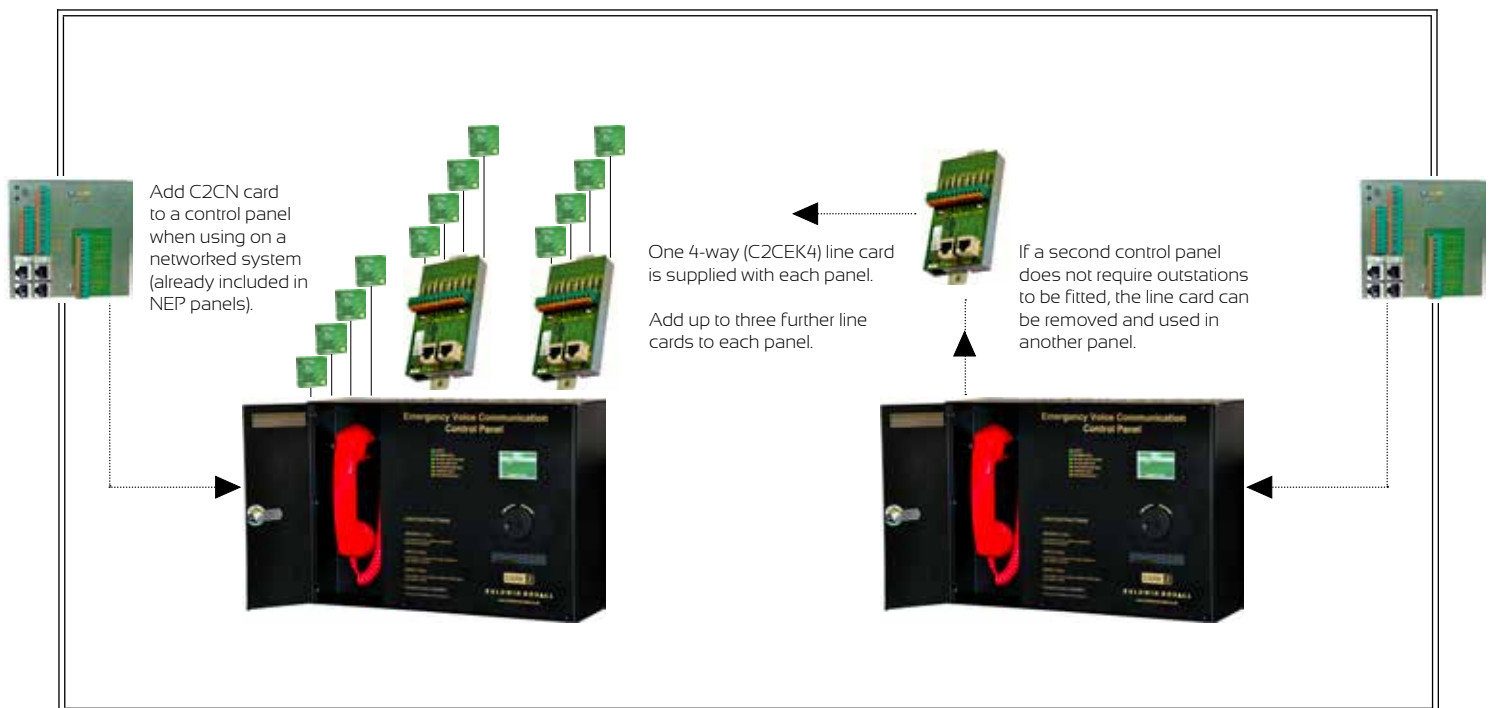 Add C2CN card
to a control panel
when using on a
networked system
(already included in
NEP panels).
One 4-way (C2CEK4) line card
is supplied with each panel.
Add up to three further line
cards to each panel.
If a second control panel
does not require outstations
to be fitted, the line card can
be removed and used in
another panel.
Emergency Voice Communication
Control Panel
BALDWIN BOXALL
Emergency Voice Communication
Control Panel
BALDWIN BOXALL